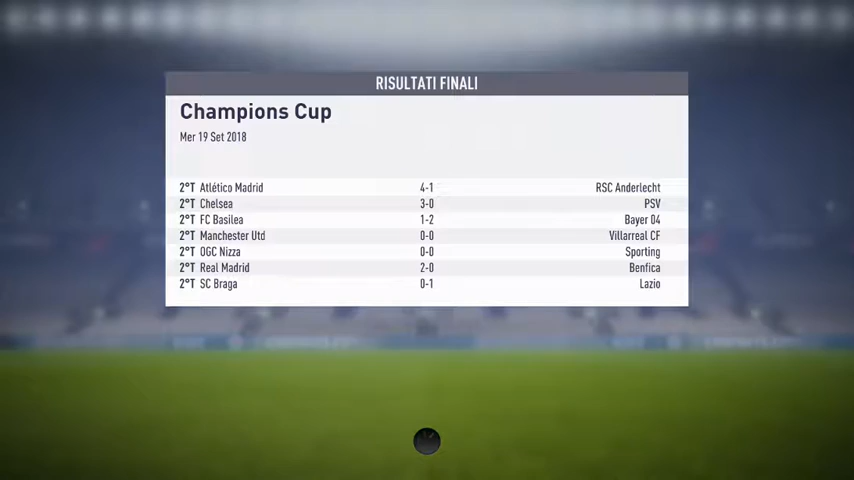 RISULTATI FINALI
Champions Cup
Mer 19 Set 2018
2°T Atlético Madrid 4-1 RSC Anderlecht
2°T Chelsea 3-0 PSV
2°T FC Basilea 1-2 Bayer 04
2°T Manchester Utd 0-0 Villarreal CF
2°T OGC Nizza 0-0 Sporting
2°T Real Madrid 2-0 Benfica
2°T SC Braga 0-1 Lazio